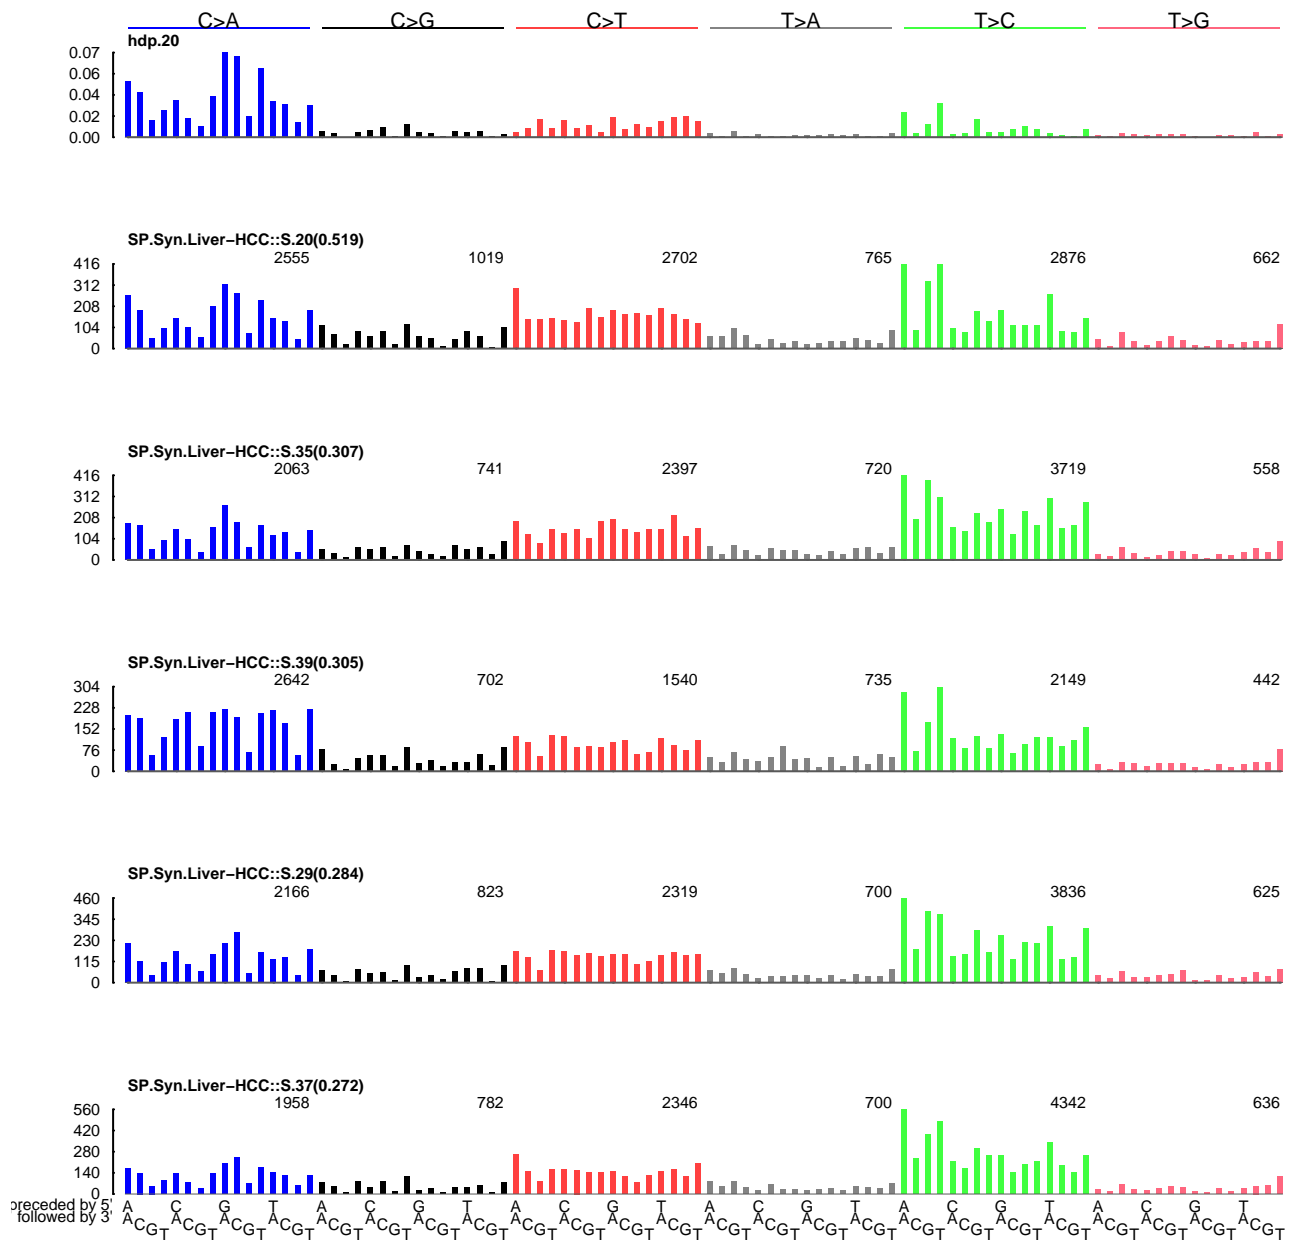 C>A C>G C>T T>A T>C T>G
hdp.20
0.07
0.06
0.04
0.02
0.00
SP.Syn.Liver−HCC::S.20(0.519)
2555 1019 2702 765 2876 662
416
312
208
104
0
SP.Syn.Liver−HCC::S.35(0.307)
2063 741 2397 720 3719 558
416
312
208
104
0
SP.Syn.Liver−HCC::S.39(0.305)
2642 702 1540 735 2149 442
304
228
152
76
0
SP.Syn.Liver−HCC::S.29(0.284)
2166 823 2319 700 3836 625
460
345
230
115
0
SP.Syn.Liver−HCC::S.37(0.272)
1958 782 2346 700 4342 636
560
420
280
140
0
preceded by 5' A C G T A C G T A C G T A C G T A C G T A C G T
followed by 3' A C G T A C G T A C G T A C G T A C G T A C G T A C G T A C G T A C G T A C G T A C G T A C G T A C G T A C G T A C G T A C G T A C G T A C G T A C G T A C G T A C G T A C G T A C G T A C G T